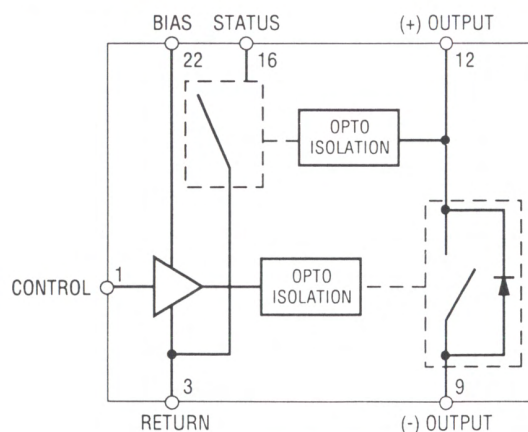 BIAS STATUS (+) OUTPUT
22 16 12
OPTO
ISOLATION
CONTROL 1
OPTO
ISOLATION
3 9
RETURN (-) OUTPUT